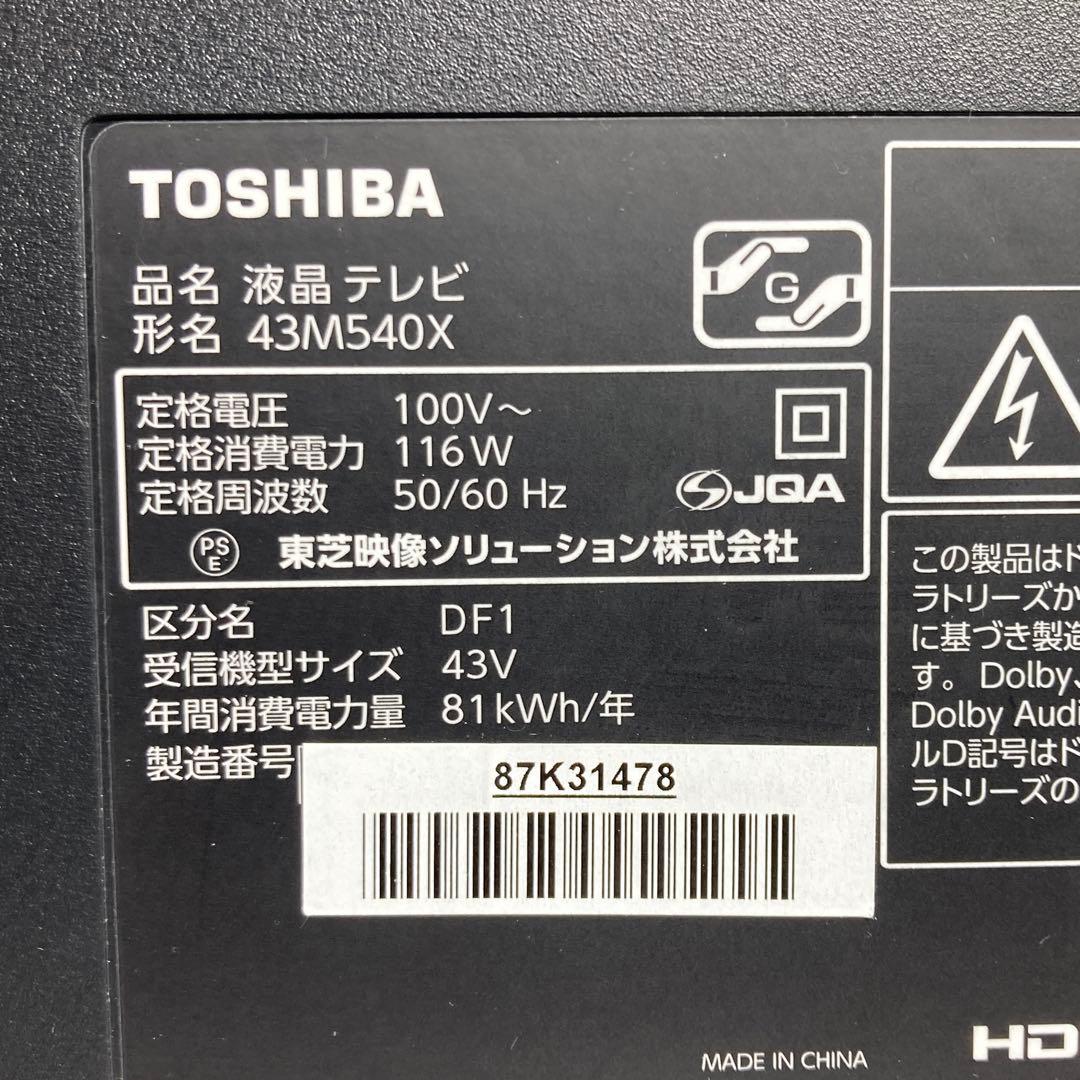 TOSHIBA
品名 液晶 テレビ
形名 43M540X
G
定格電圧 100V～
定格消費電力 116W
定格周波数 50/60 Hz
JQA
PS
E
東芝映像ソリューション株式会社
区分名 DF1
受信機型サイズ 43V
年間消費電力量 81kWh/年
製造番号
87K31478
MADE IN CHINA
この製品はド
ラトリーズか
に基づき製造
す。Dolby、
Dolby Audi
ルD記号はド
ラトリーズの
HD